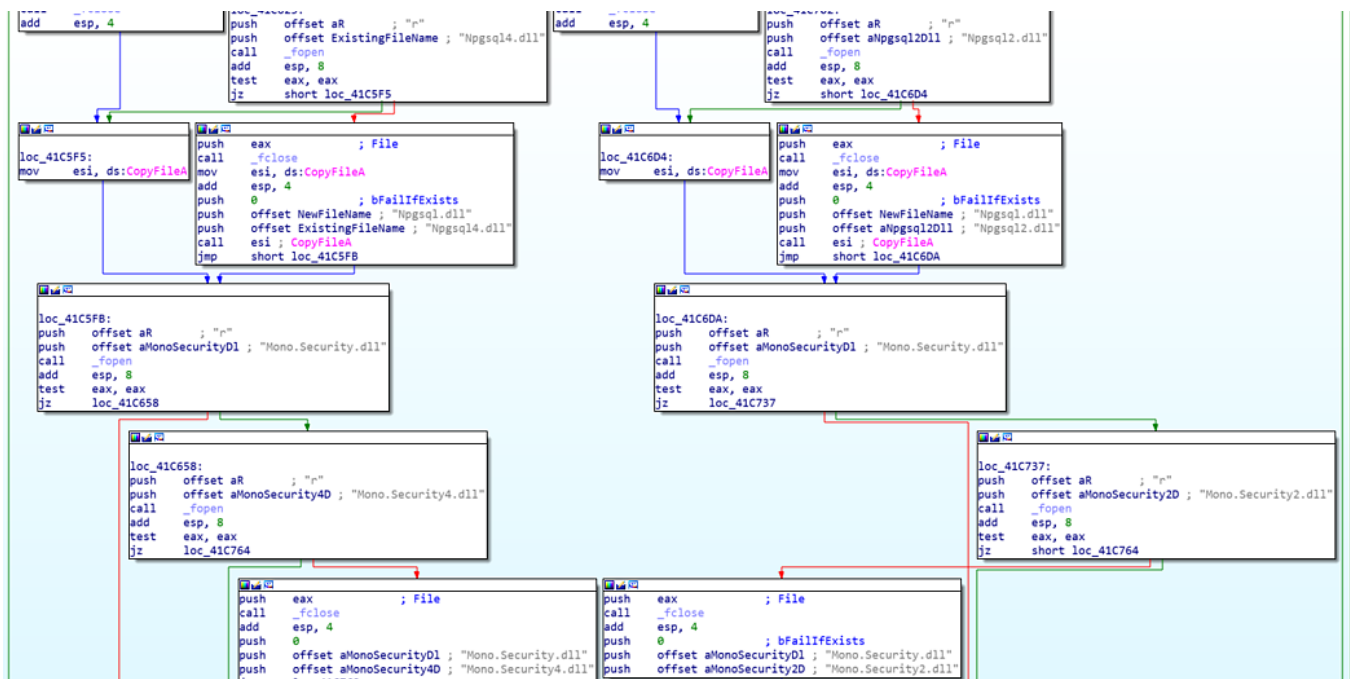 add esp, 4
push offset aR ; "r"
push offset ExistingFileName ; "Npgsql4.dll"
call _fopen
add esp, 8
test eax, eax
jz short loc_41C5F5
add esp, 4
push offset aR ; "r"
push offset aNpgsql2Dll ; "Npgsql2.dll"
call _fopen
add esp, 8
test eax, eax
jz short loc_41C6D4
loc_41C5F5:
mov esi, ds:CopyFileA
push eax ; File
call _fclose
mov esi, ds:CopyFileA
add esp, 4
push 0 ; bFailIfExists
push offset NewFileName ; "Npgsql.dll"
push offset ExistingFileName ; "Npgsql4.dll"
call esi ; CopyFileA
jmp short loc_41C5FB
loc_41C6D4:
mov esi, ds:CopyFileA
push eax ; File
call _fclose
mov esi, ds:CopyFileA
add esp, 4
push 0 ; bFailIfExists
push offset NewFileName ; "Npgsql.dll"
push offset aNpgsql2Dll ; "Npgsql2.dll"
call esi ; CopyFileA
jmp short loc_41C6DA
loc_41C5FB:
push offset aR ; "r"
push offset aMonoSecurityDl ; "Mono.Security.dll"
call _fopen
add esp, 8
test eax, eax
jz loc_41C658
loc_41C6DA:
push offset aR ; "r"
push offset aMonoSecurityDl ; "Mono.Security.dll"
call _fopen
add esp, 8
test eax, eax
jz loc_41C737
loc_41C658:
push offset aR ; "r"
push offset aMonoSecurity4D ; "Mono.Security4.dll"
call _fopen
add esp, 8
test eax, eax
jz loc_41C764
loc_41C737:
push offset aR ; "r"
push offset aMonoSecurity2D ; "Mono.Security2.dll"
call _fopen
add esp, 8
test eax, eax
jz short loc_41C764
push eax ; File
call _fclose
add esp, 4
push 0 ; bFailIfExists
push offset aMonoSecurityDl ; "Mono.Security.dll"
push offset aMonoSecurity4D ; "Mono.Security4.dll"
push eax ; File
call _fclose
add esp, 4
push 0 ; bFailIfExists
push offset aMonoSecurityDl ; "Mono.Security.dll"
push offset aMonoSecurity2D ; "Mono.Security2.dll"